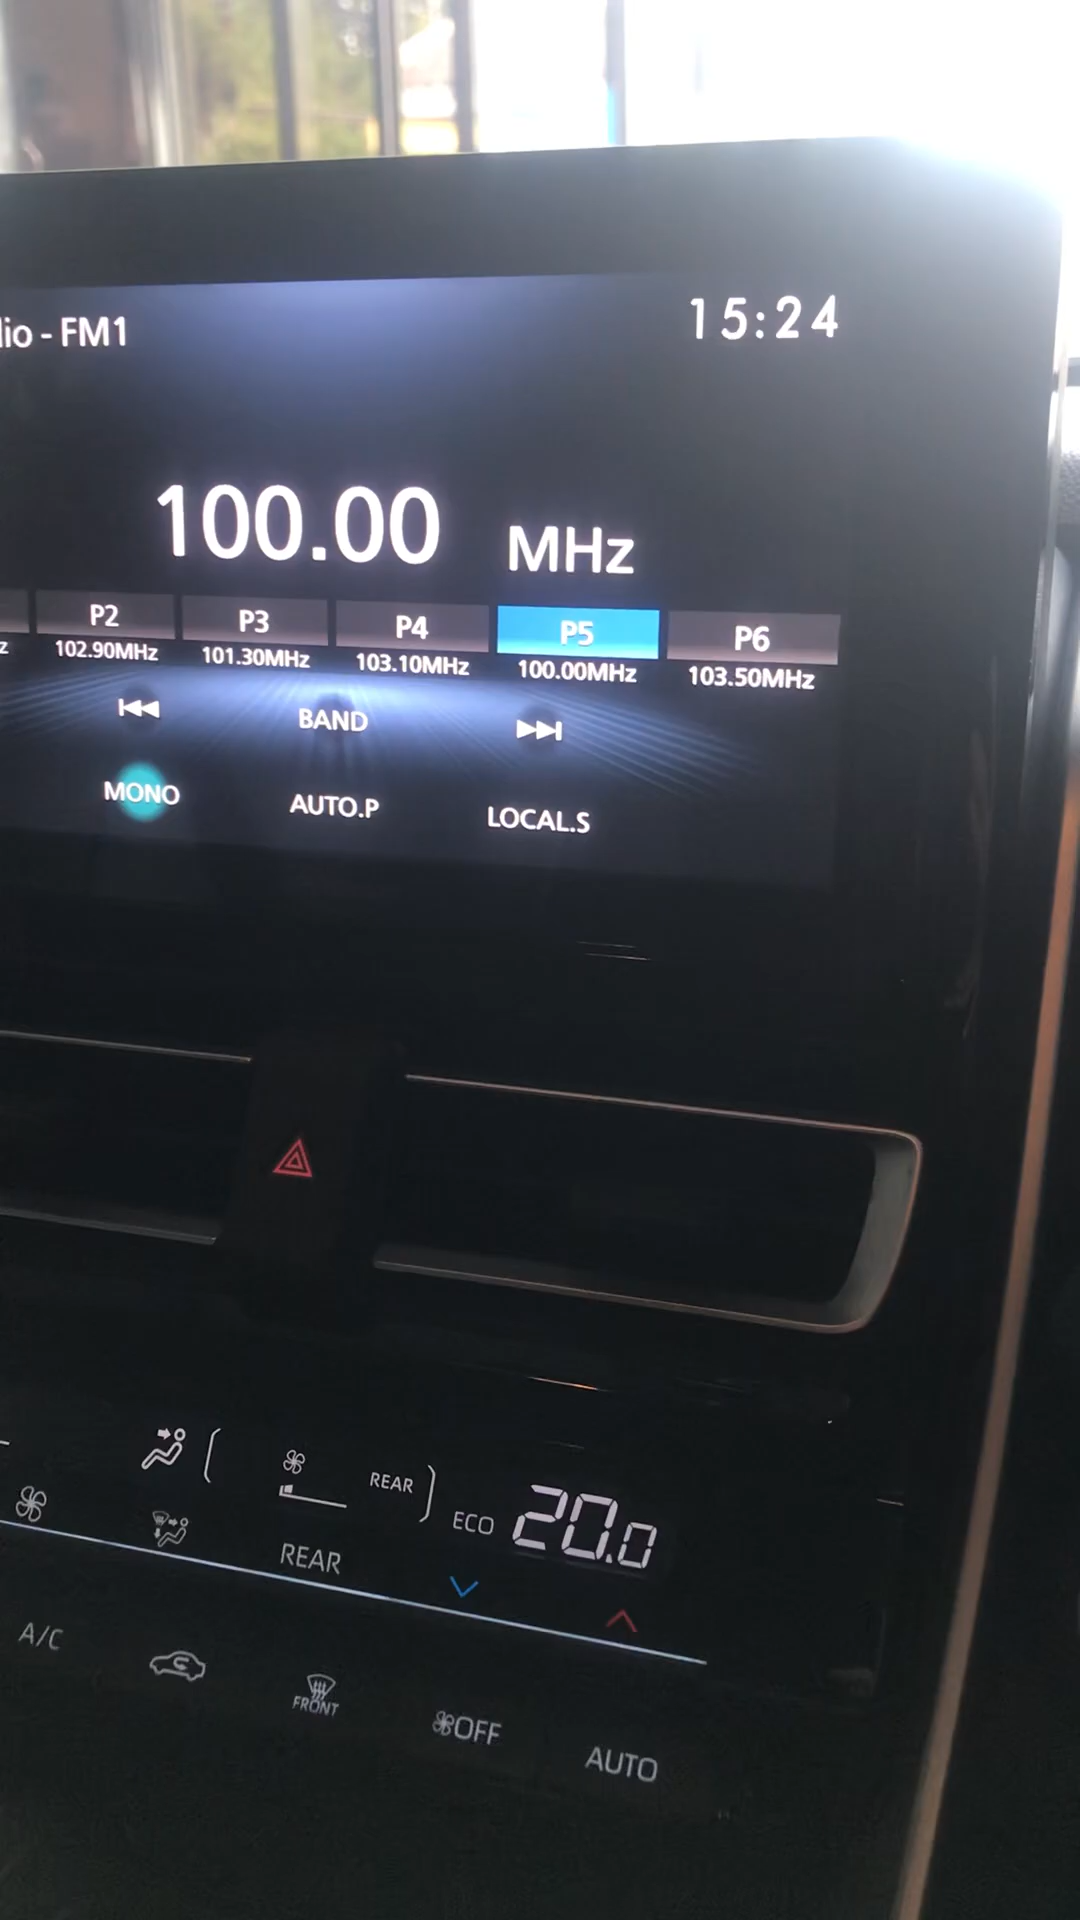 dio - FM1
15:24
100.00 MHz
P2 P3 P4 P5 P6
z 102.90MHz 101.30MHz 103.10MHz 100.00MHz 103.50MHz
BAND
MONO AUTO.P LOCAL.S
REAR
ECO 20.0
REAR
A/C
FRONT
OFF
AUTO